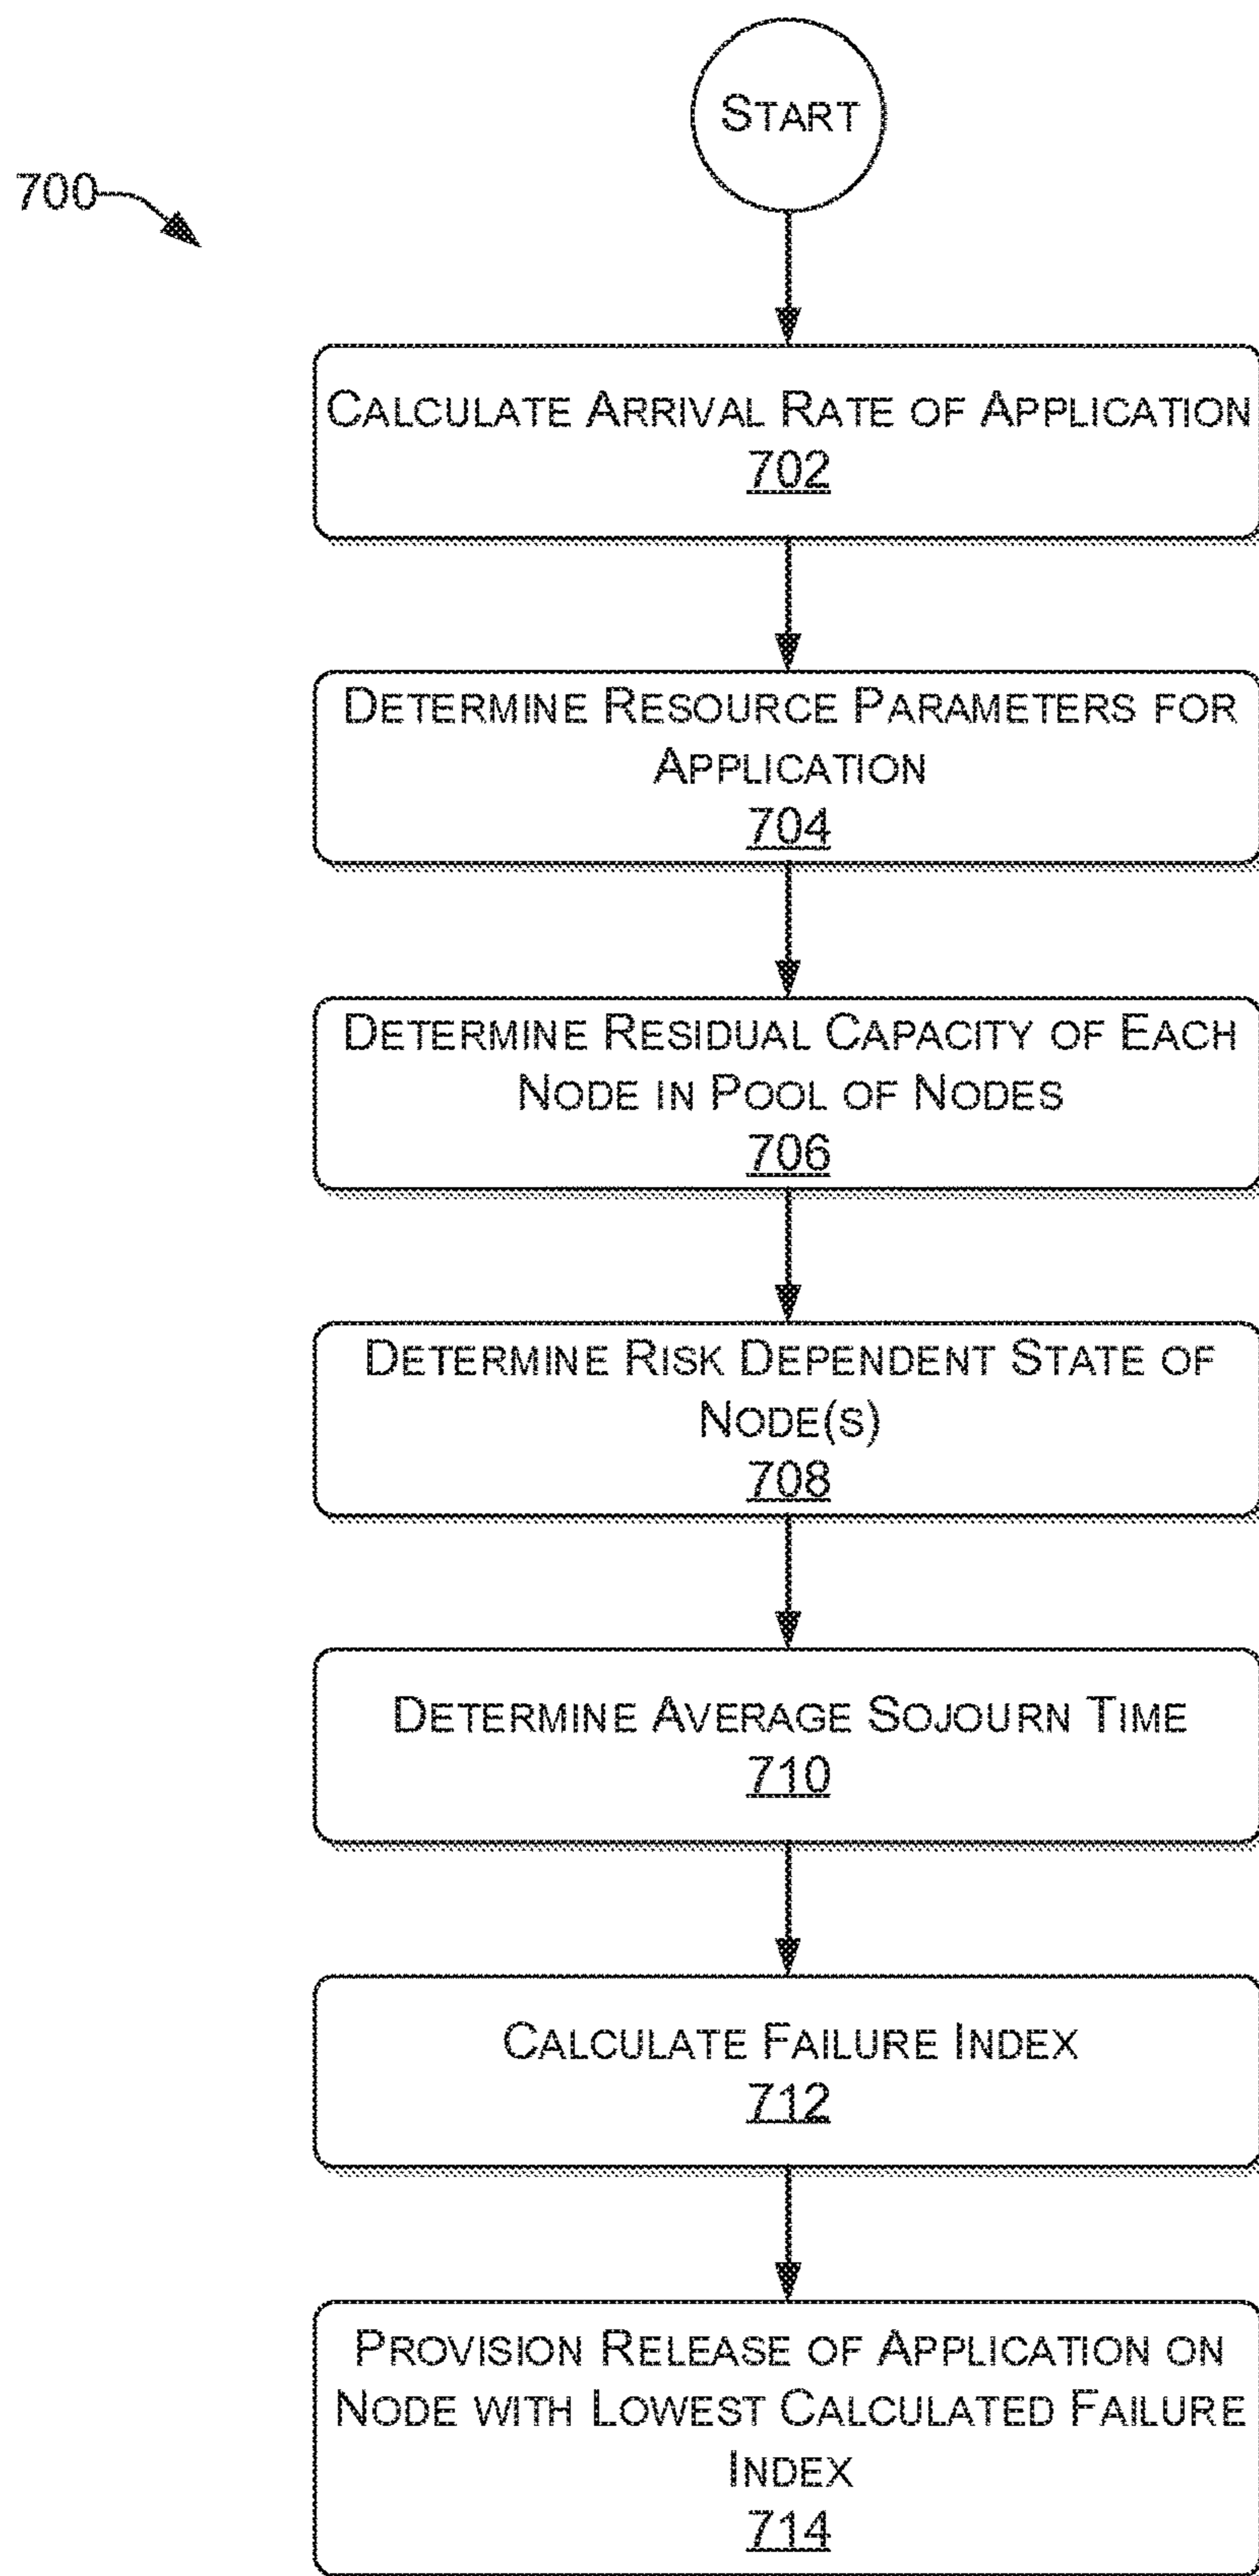 START
700
CALCULATE ARRIVAL RATE OF APPLICATION
702
DETERMINE RESOURCE PARAMETERS FOR
APPLICATION
704
DETERMINE RESIDUAL CAPACITY OF EACH
NODE IN POOL OF NODES
706
DETERMINE RISK DEPENDENT STATE OF
NODE(S)
708
DETERMINE AVERAGE SOJOURN TIME
710
CALCULATE FAILURE INDEX
712
PROVISION RELEASE OF APPLICATION ON
NODE WITH LOWEST CALCULATED FAILURE
INDEX
714